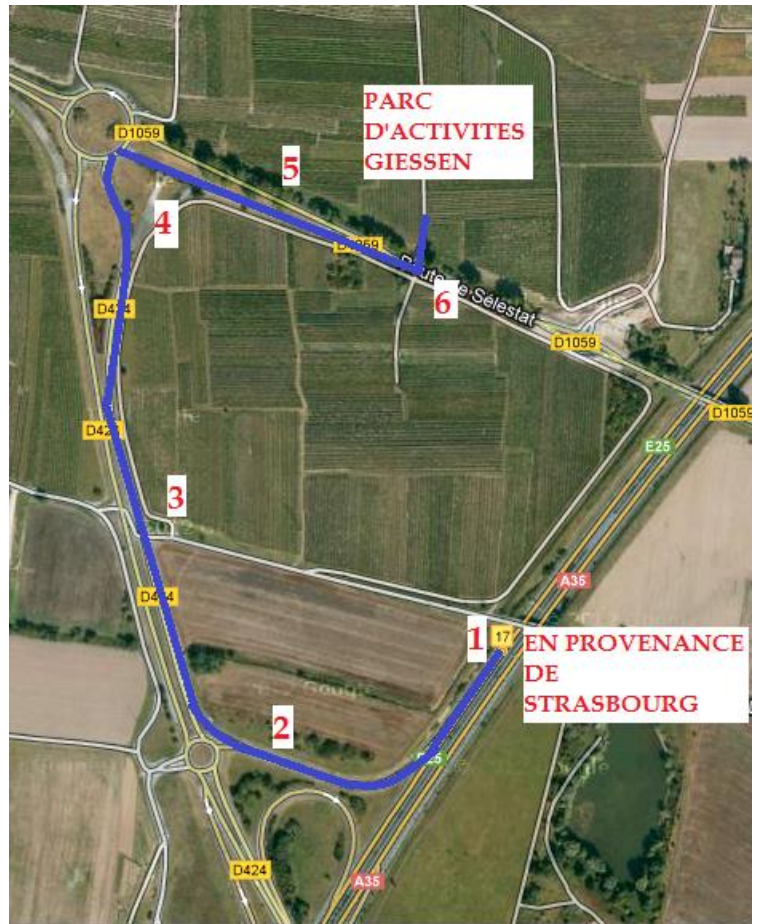 PARC
D'ACTIVITES
GIESSEN
D1059
5
4
D1059
Route de Sélestat
6
D1059
D1059
D424
D424
E25
3
A35
D424
1
17
EN PROVENANCE
DE
STRASBOURG
2
Google
E25
D424
A35